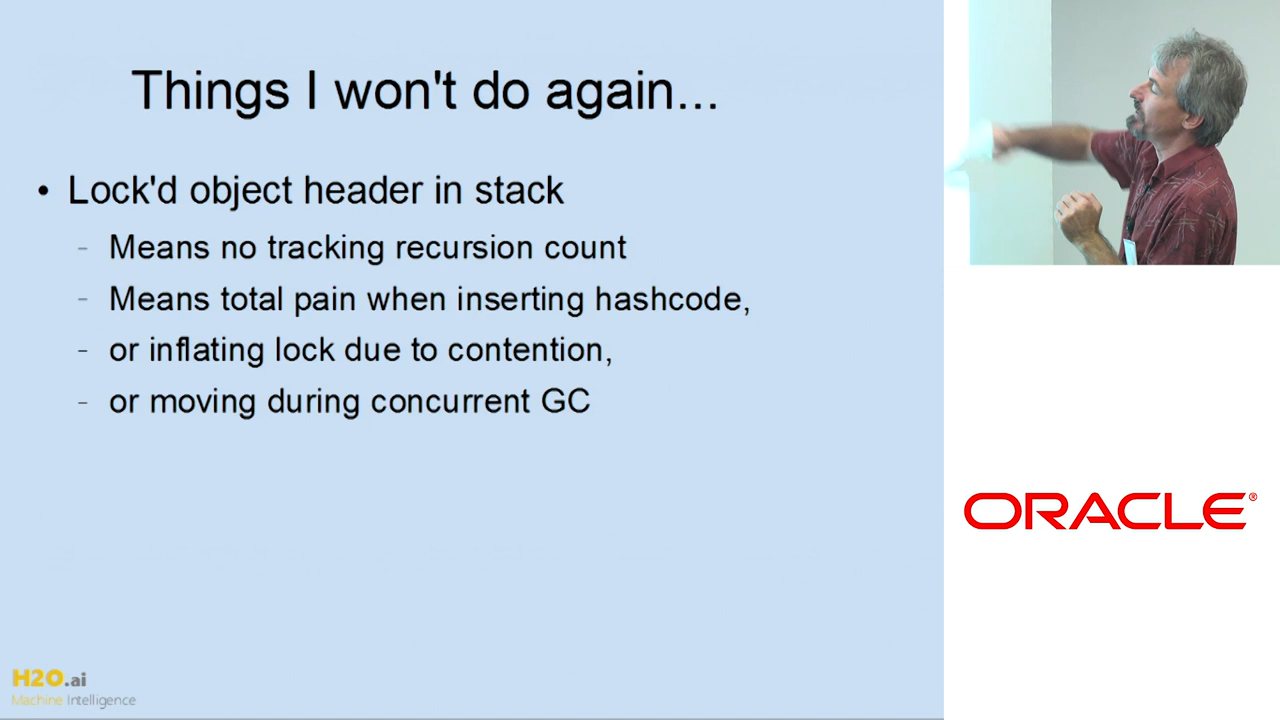 Things I won't do again...
• Lock'd object header in stack
- Means no tracking recursion count
- Means total pain when inserting hashcode,
- or inflating lock due to contention,
- or moving during concurrent GC
ORACLE®
H2O.ai
Machine Intelligence